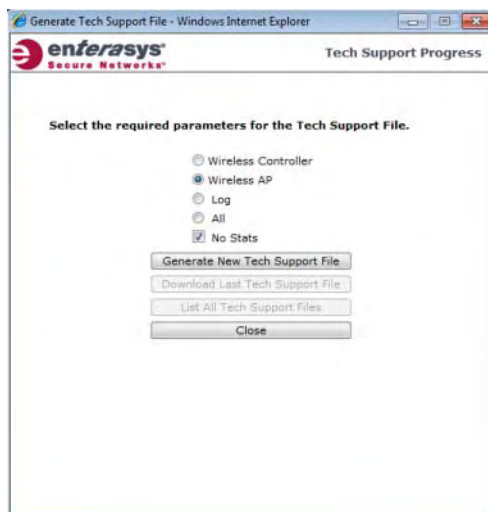 Generate Tech Support File - Windows Internet Explorer
enterasys
Secure Networks
Tech Support Progress
Select the required parameters for the Tech Support File.
Wireless Controller
Wireless AP
Log
All
No Stats
Generate New Tech Support File
Download Last Tech Support File
List All Tech Support Files
Close